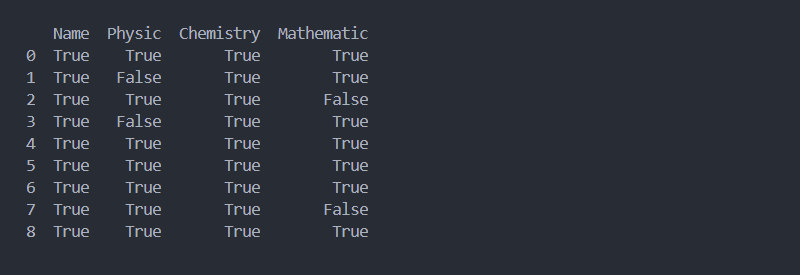 Name Physic Chemistry Mathematic
0 True True True True
1 True False True True
2 True True True False
3 True False True True
4 True True True True
5 True True True True
6 True True True True
7 True True True False
8 True True True True